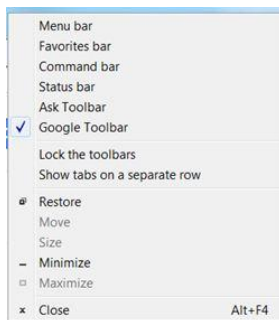 Menu bar
Favorites bar
Command bar
Status bar
Ask Toolbar
Google Toolbar
Lock the toolbars
Show tabs on a separate row
Restore
Move
Size
Minimize
Maximize
Close Alt+F4